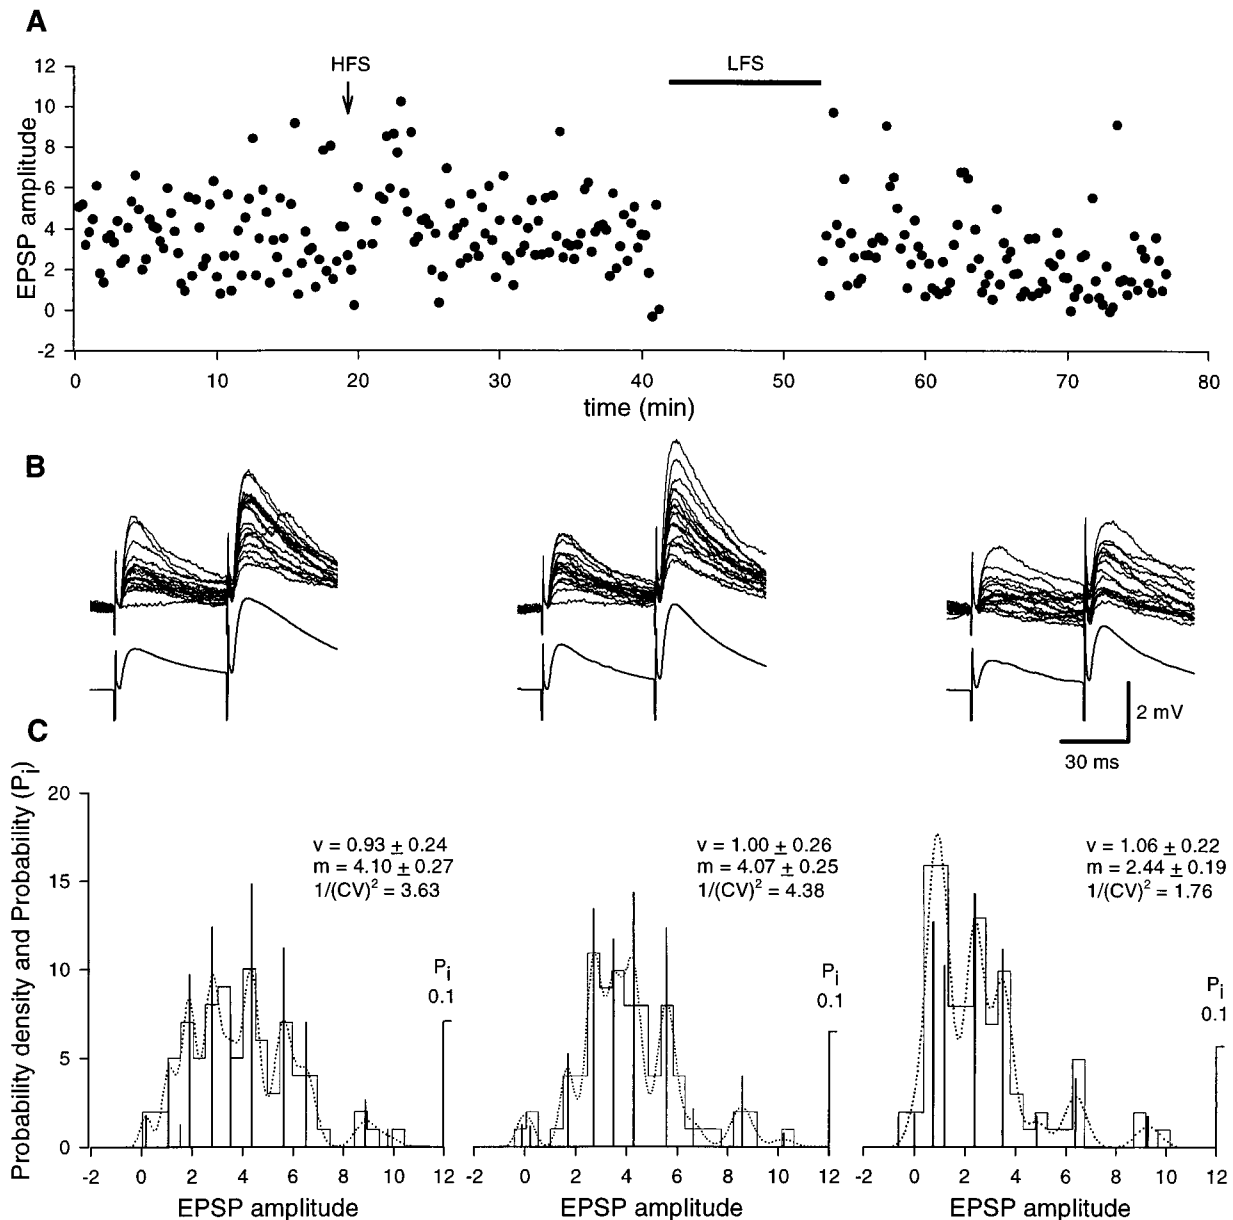 A
HFS
LFS
EPSP amplitude
12
10
8
6
4
2
0
-2
0 10 20 30 40 50 60 70 80
time (min)
B
2 mV
30 ms
C
Probability density and Probability (Pi)
20
15
10
5
0
v = 0.93 ± 0.24
m = 4.10 ± 0.27
1/(CV)² = 3.63
Pi
0.1
-2 0 2 4 6 8 10 12
EPSP amplitude
v = 1.00 ± 0.26
m = 4.07 ± 0.25
1/(CV)² = 4.38
Pi
0.1
-2 0 2 4 6 8 10 12
EPSP amplitude
v = 1.06 ± 0.22
m = 2.44 ± 0.19
1/(CV)² = 1.76
Pi
0.1
-2 0 2 4 6 8 10 12
EPSP amplitude